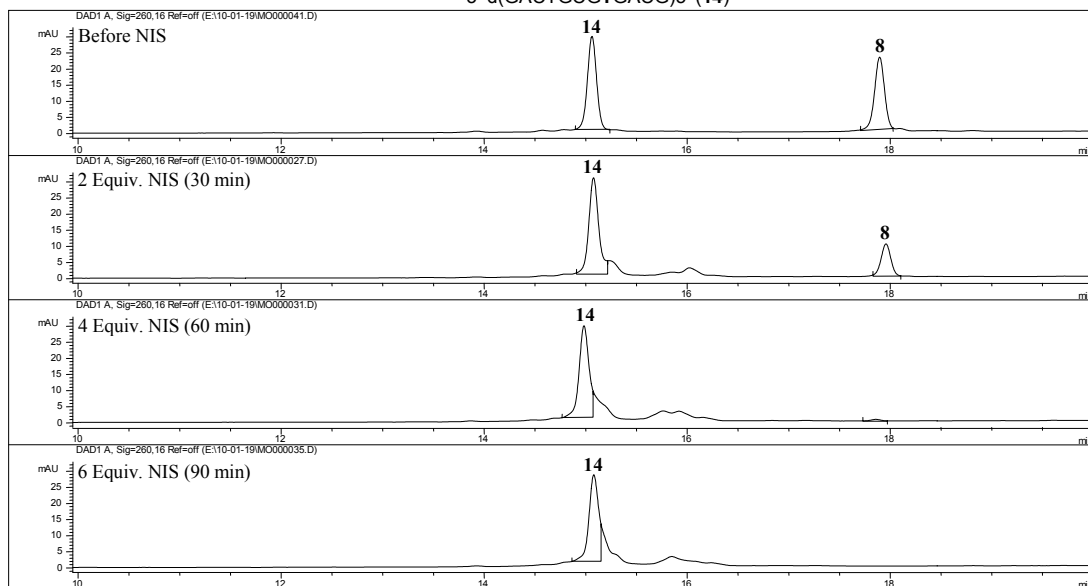 (14)
DAD1 A, Sig=260,16 Ref=off (E:\10-01-19\MO000041.D)
mAU
Before NIS
14
8
25
20
15
10
5
0
10 12 14 16 18 mi
DAD1 A, Sig=260,16 Ref=off (E:\10-01-19\MO000027.D)
mAU
2 Equiv. NIS (30 min)
14
8
25
20
15
10
5
0
10 12 14 16 18 mi
DAD1 A, Sig=260,16 Ref=off (E:\10-01-19\MO000031.D)
mAU
4 Equiv. NIS (60 min)
14
25
20
15
10
5
0
10 12 14 16 18 mi
DAD1 A, Sig=260,16 Ref=off (E:\10-01-19\MO000035.D)
mAU
6 Equiv. NIS (90 min)
14
25
20
15
10
5
0
10 12 14 16 18 mi